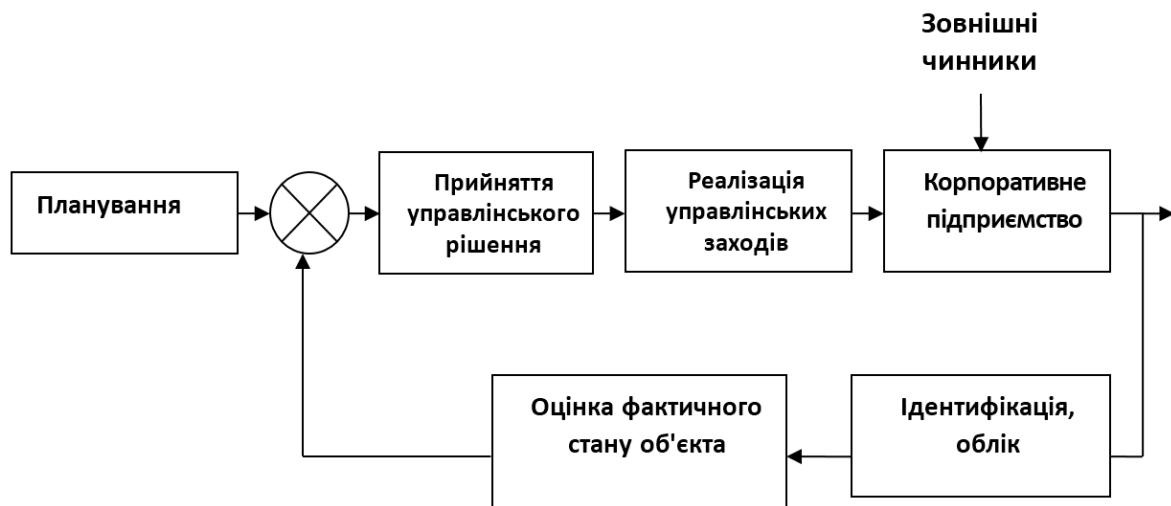 Зовнішні
чинники
Планування
Прийняття
управлінського
рішення
Реалізація
управлінських
заходів
Корпоративне
підприємство
Оцінка фактичного
стану об'єкта
Ідентифікація,
облік